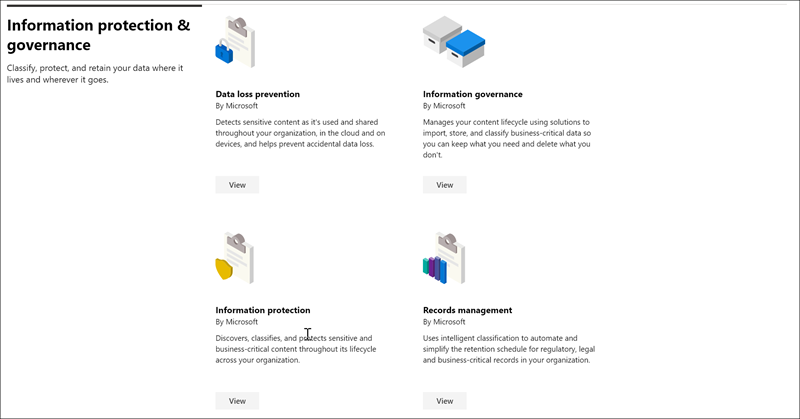 Information protection &
governance
Classify, protect, and retain your data where it
lives and wherever it goes.
Data loss prevention
By Microsoft
Detects sensitive content as it's used and shared
throughout your organization, in the cloud and on
devices, and helps prevent accidental data loss.
View
Information governance
By Microsoft
Manages your content lifecycle using solutions to
import, store, and classify business-critical data so
you can keep what you need and delete what you
don't.
View
Information protection
By Microsoft
Discovers, classifies, and protects sensitive and
business-critical content throughout its lifecycle
across your organization.
View
Records management
By Microsoft
Uses intelligent classification to automate and
simplify the retention schedule for regulatory, legal
and business-critical records in your organization.
View